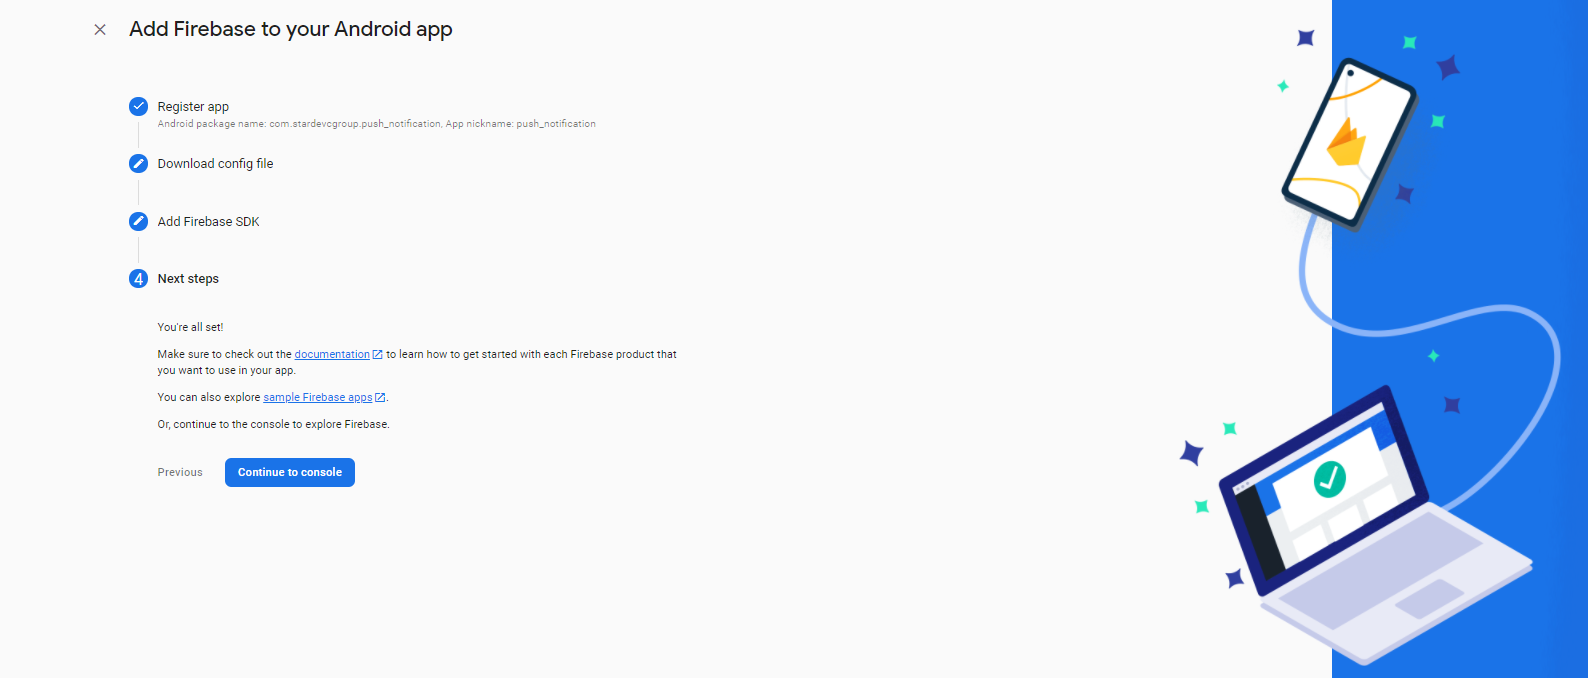 Add Firebase to your Android app
Register app
Android package name: com.stardevcgroup.push_notification, App nickname: push_notification
Download config file
Add Firebase SDK
4 Next steps
You're all set!
Make sure to check out the documentation to learn how to get started with each Firebase product that
you want to use in your app.
You can also explore sample Firebase apps.
Or, continue to the console to explore Firebase.
Previous Continue to console